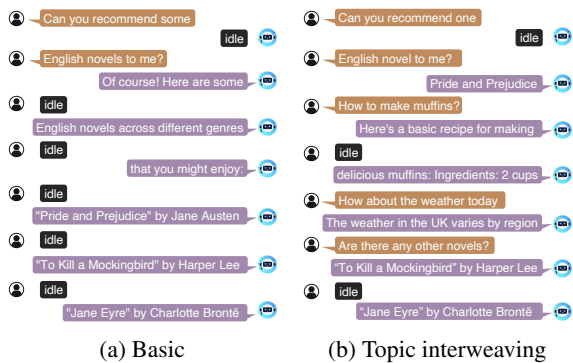 Can you recommend some
idle
English novels to me?
Of course! Here are some
idle
English novels across different genres
idle
that you might enjoy:
idle
"Pride and Prejudice" by Jane Austen
idle
"To Kill a Mockingbird" by Harper Lee
idle
"Jane Eyre" by Charlotte Brontë
(a) Basic
Can you recommend one
idle
English novel to me?
Pride and Prejudice
How to make muffins?
Here's a basic recipe for making
idle
delicious muffins: Ingredients: 2 cups
How about the weather today
The weather in the UK varies by region
Are there any other novels?
“To Kill a Mockingbird” by Harper Lee
idle
“Jane Eyre” by Charlotte Brontë
(b) Topic interweaving